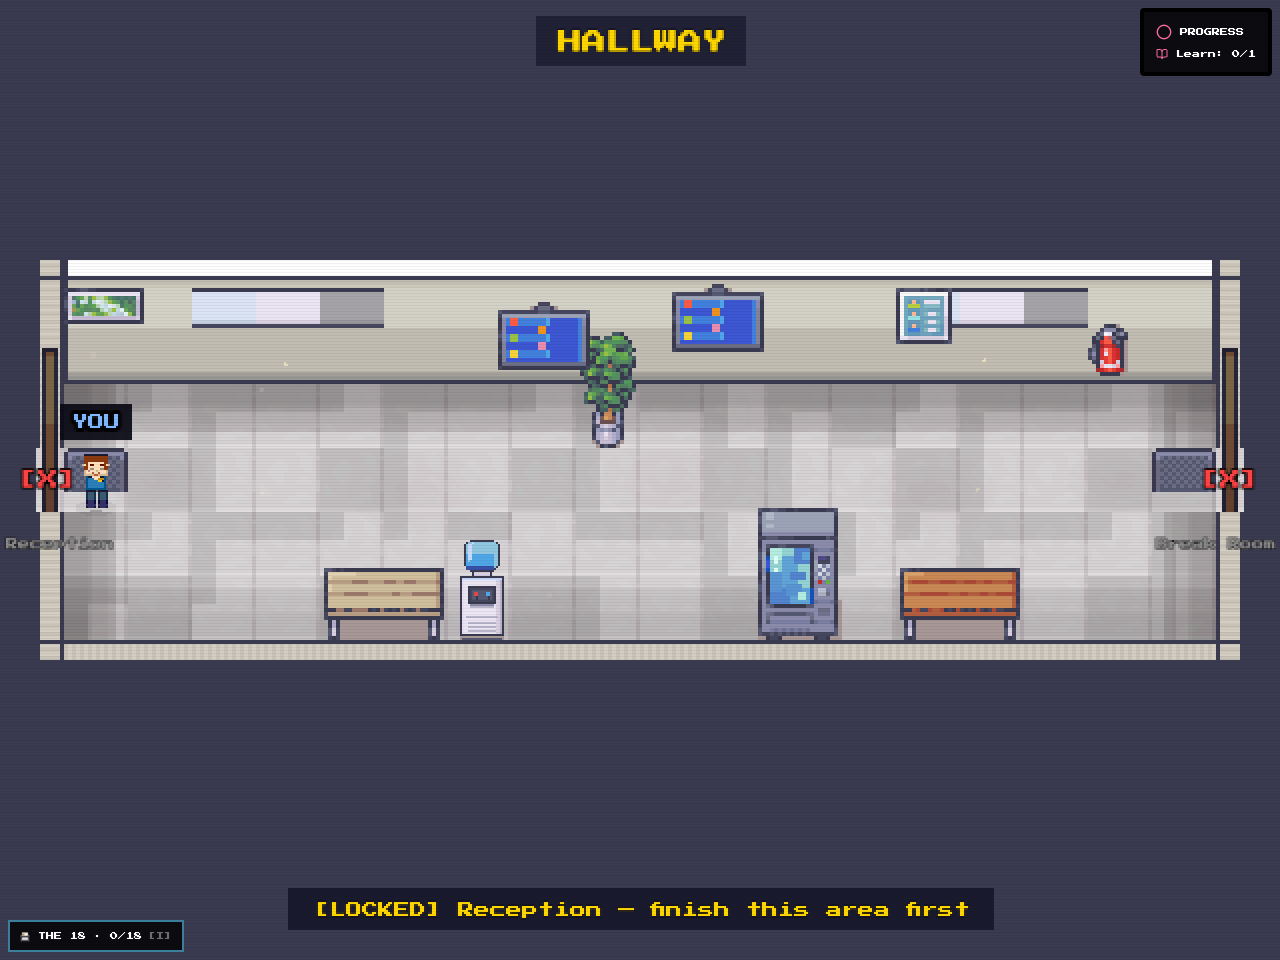 HALLWAY
PROGRESS
Learn: 0/1
YOU
[X]
[X]
Reception
Break Room
[LOCKED] Reception — finish this area first
THE 18 · 0/18 [I]